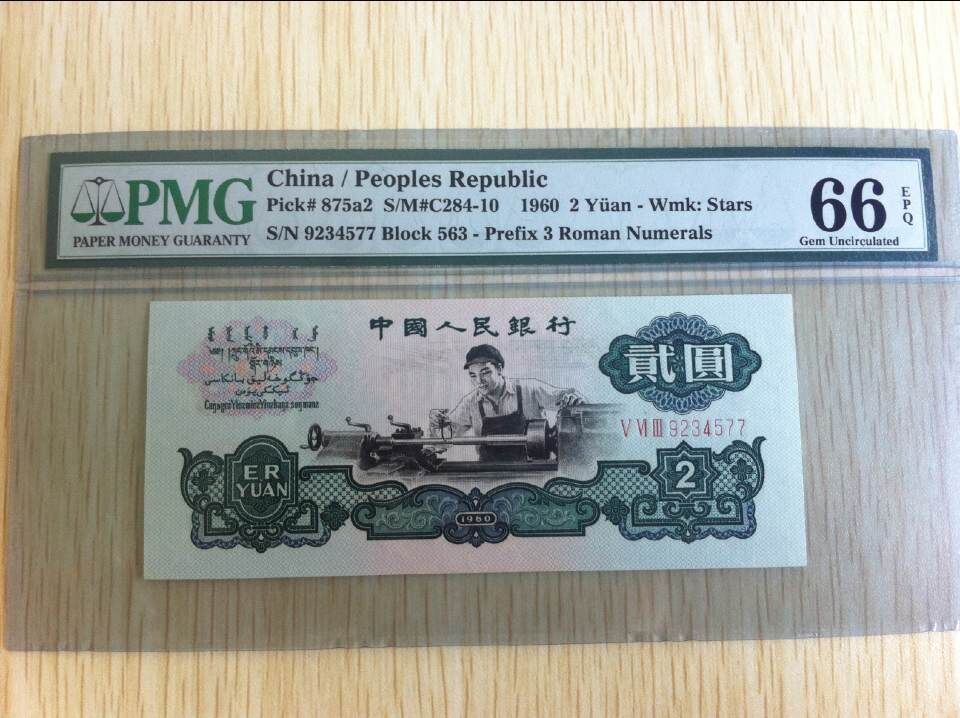 PMG
PAPER MONEY GUARANTY
China / Peoples Republic
Pick# 875a2 S/M#C284-10 1960 2 Yüan - Wmk: Stars
S/N 9234577 Block 563 - Prefix 3 Roman Numerals
66
EPQ
Gem Uncirculated
中國人民銀行
貳圓
V VI III 9234577
ER
YUAN
2
1960